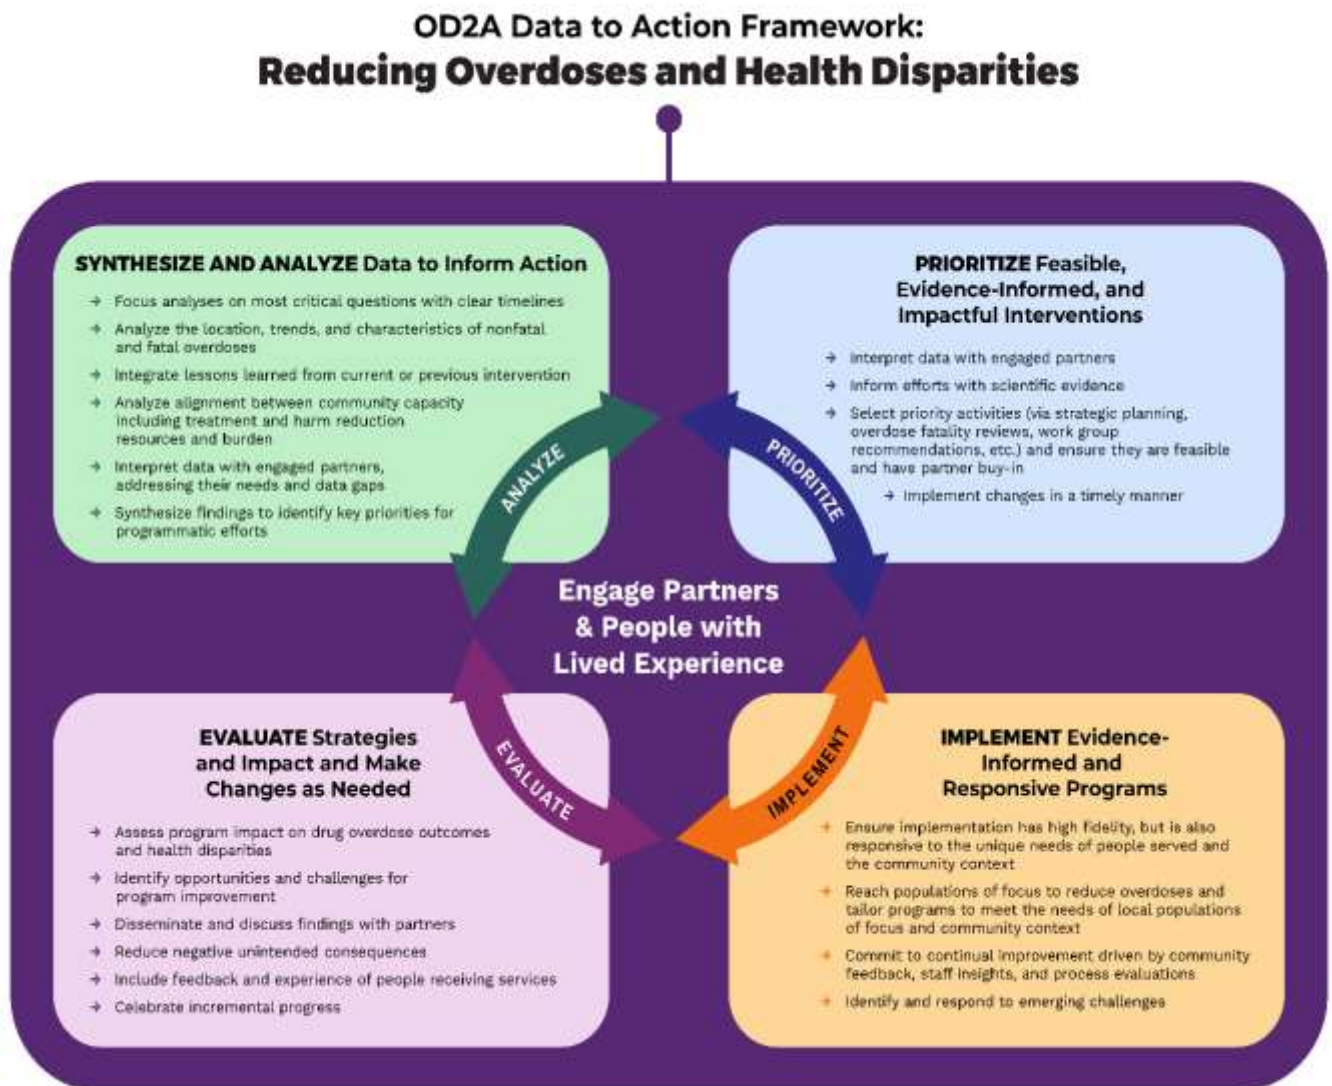 OD2A Data to Action Framework:
Reducing Overdoses and Health Disparities
SYNTHESIZE AND ANALYZE Data to Inform Action
→ Focus analyses on most critical questions with clear timelines
→ Analyze the location, trends, and characteristics of nonfatal
and fatal overdoses
→ Integrate lessons learned from current or previous intervention
→ Analyze alignment between community capacity
including treatment and harm reduction
resources and burden
→ Interpret data with engaged partners,
addressing their needs and data gaps
→ Synthesize findings to identify key priorities for
programmatic efforts
PRIORITIZE Feasible,
Evidence-Informed, and
Impactful Interventions
→ Interpret data with engaged partners
→ Inform efforts with scientific evidence
→ Select priority activities (via strategic planning,
overdose fatality reviews, work group
recommendations, etc.) and ensure they are feasible
and have partner buy-in
→ Implement changes in a timely manner
ANALYZE
PRIORITIZE
Engage Partners
& People with
Lived Experience
EVALUATE
IMPLEMENT
EVALUATE Strategies
and Impact and Make
Changes as Needed
→ Assess program impact on drug overdose outcomes
and health disparities
→ Identify opportunities and challenges for
program improvement
→ Disseminate and discuss findings with partners
→ Reduce negative unintended consequences
→ Include feedback and experience of people receiving services
→ Celebrate incremental progress
IMPLEMENT Evidence-
Informed and
Responsive Programs
→ Ensure implementation has high fidelity, but is also
responsive to the unique needs of people served and
the community context
→ Reach populations of focus to reduce overdoses and
tailor programs to meet the needs of local populations
of focus and community context
→ Commit to continual improvement driven by community
feedback, staff insights, and process evaluations
→ Identify and respond to emerging challenges